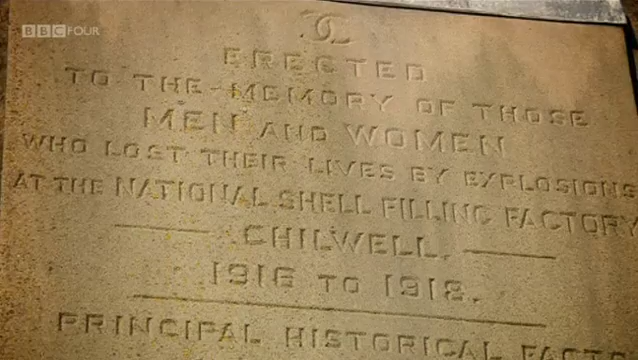 BBC FOUR
ERECTED
TO THE MEMORY OF THOSE
MEN AND WOMEN
WHO LOST THEIR LIVES BY EXPLOSIONS
AT THE NATIONAL SHELL FILLING FACTORY
CHILWELL,
1916 TO 1918.
PRINCIPAL HISTORICAL FACT